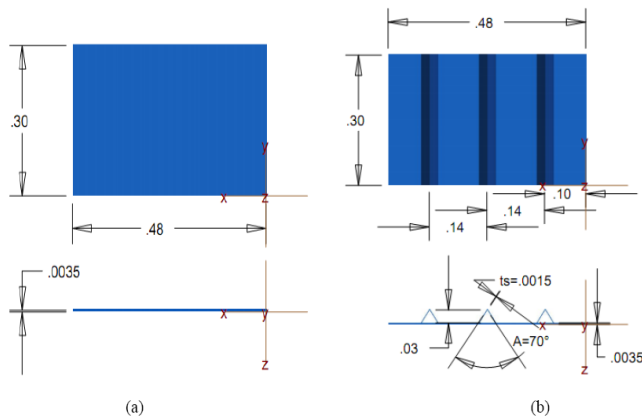 .30
y
x
z
.48
.0035
x
y
z
(a)
.48
.30
y
x
z
.10
.14
.14
ts=.0015
.03
A=70°
x
y
z
.0035
(b)